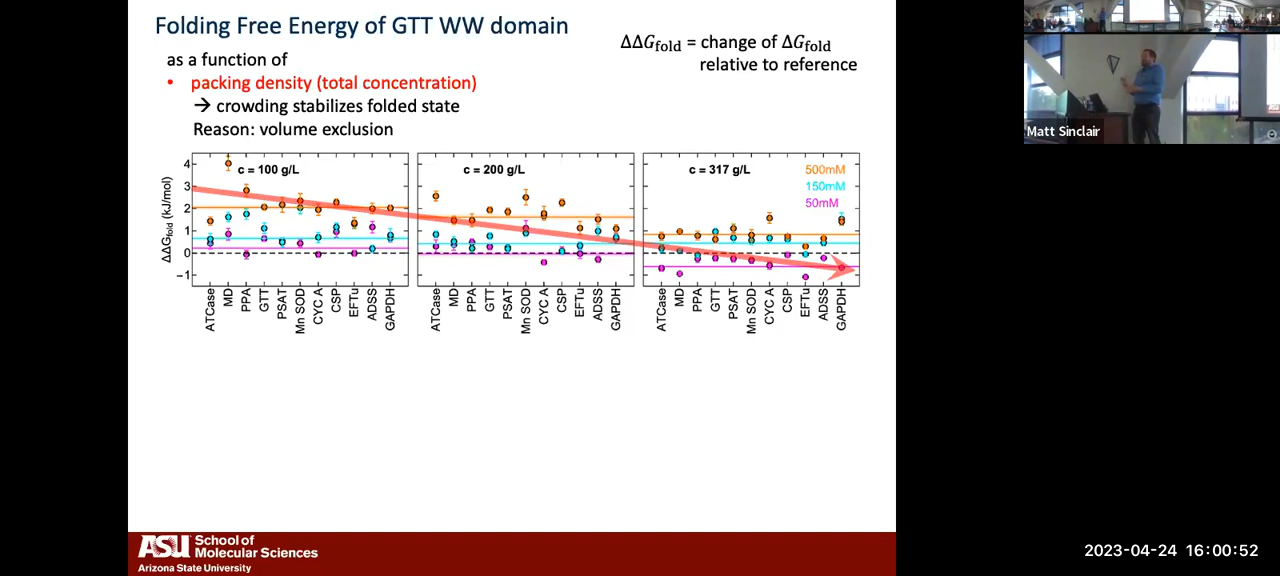 Folding Free Energy of GTT WW domain
as a function of
• packing density (total concentration)
→ crowding stabilizes folded state
Reason: volume exclusion
ΔΔG_fold = change of ΔG_fold
relative to reference
Matt Sinclair
ΔΔG_fold (kJ/mol)
4
3
2
1
0
−1
c = 100 g/L
c = 200 g/L
c = 317 g/L
500mM
150mM
50mM
ATCase MD PPA GTT PSAT Mn SOD CYC A CSP EFTu ADSS GAPDH
ATCase MD PPA GTT PSAT Mn SOD CYC A CSP EFTu ADSS GAPDH
ATCase MD PPA GTT PSAT Mn SOD CYC A CSP EFTu ADSS GAPDH
ASU School of
Molecular Sciences
Arizona State University
2023-04-24 16:00:52